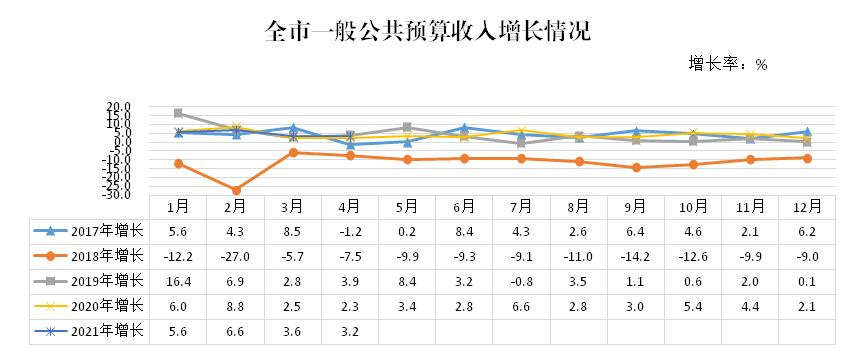 全市一般公共预算收入增长情况
增长率：%
20.0
15.0
10.0
5.0
0.0
-5.0
-10.0
-15.0
-20.0
-25.0
-30.0
1月 2月 3月 4月 5月 6月 7月 8月 9月 10月 11月 12月
2017年增长 5.6 4.3 8.5 -1.2 0.2 8.4 4.3 2.6 6.4 4.6 2.1 6.2
2018年增长 -12.2 -27.0 -5.7 -7.5 -9.9 -9.3 -9.1 -11.0 -14.2 -12.6 -9.9 -9.0
2019年增长 16.4 6.9 2.8 3.9 8.4 3.2 -0.8 3.5 1.1 0.6 2.0 0.1
2020年增长 6.0 8.8 2.5 2.3 3.4 2.8 6.6 2.8 3.0 5.4 4.4 2.1
2021年增长 5.6 6.6 3.6 3.2